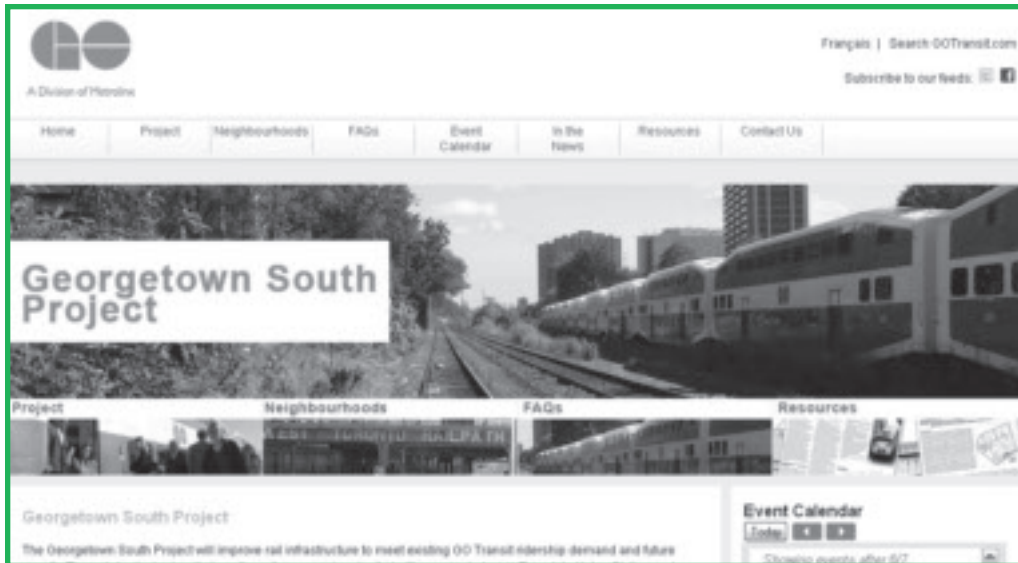 GO
A Division of Metrolinx
Français | Search GOTransit.com
Subscribe to our feeds:
Home Project Neighbourhoods FAQs Event Calendar In the News Resources Contact Us
Georgetown South
Project
Project Neighbourhoods FAQs Resources
WEST TORONTO RAILPATH
Georgetown South Project
The Georgetown South Project will improve rail infrastructure to meet existing GO Transit ridership demand and future
Event Calendar
Today
Showing events after 6/7